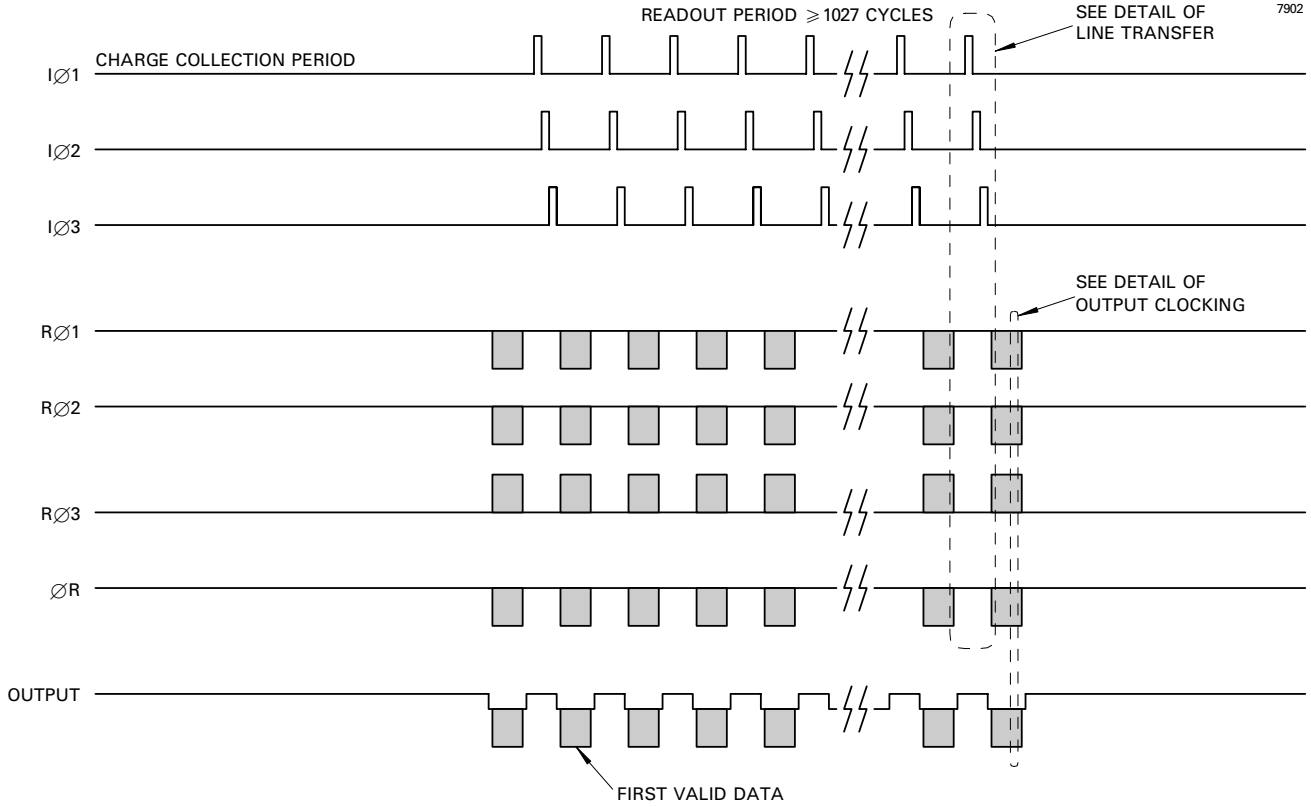 READOUT PERIOD ⩾ 1027 CYCLES
SEE DETAIL OF
LINE TRANSFER
7902
CHARGE COLLECTION PERIOD
I∅1
I∅2
I∅3
SEE DETAIL OF
OUTPUT CLOCKING
R∅1
R∅2
R∅3
∅R
OUTPUT
FIRST VALID DATA